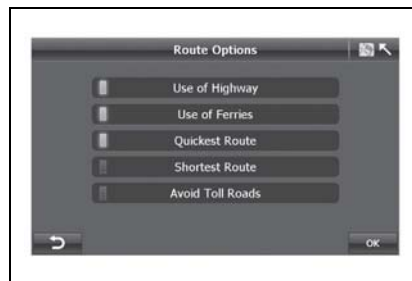 Route Options
Use of Highway
Use of Ferries
Quickest Route
Shortest Route
Avoid Toll Roads
OK